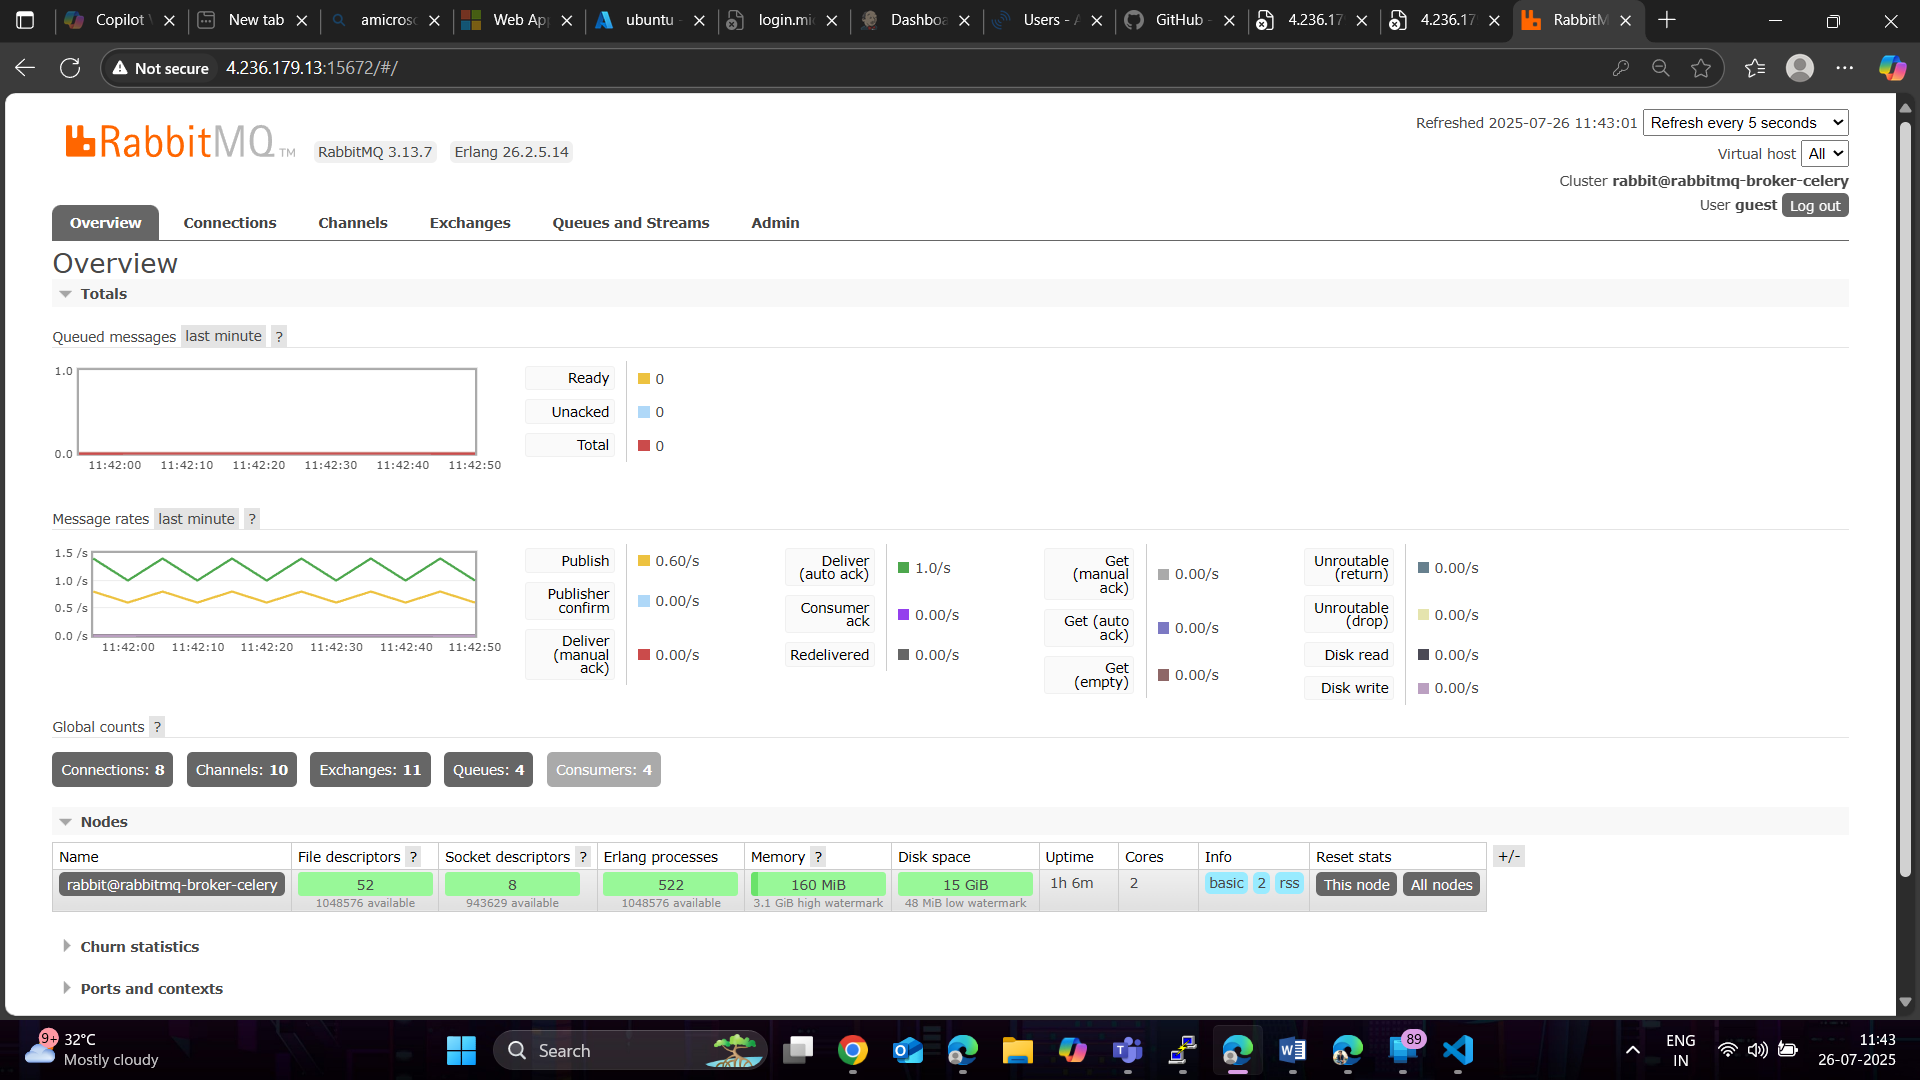 Copilot
New tab
amicroso
Web App
ubuntu
login.mic
Dashboa
Users - A
GitHub -
4.236.17
4.236.17
RabbitM
Not secure
4.236.179.13:15672/#/
RabbitMQ TM
RabbitMQ 3.13.7
Erlang 26.2.5.14
Refreshed 2025-07-26 11:43:01
Refresh every 5 seconds
Virtual host All
Cluster rabbit@rabbitmq-broker-celery
User guest Log out
Overview
Connections
Channels
Exchanges
Queues and Streams
Admin
Overview
Totals
Queued messages last minute ?
1.0
0.0
11:42:00 11:42:10 11:42:20 11:42:30 11:42:40 11:42:50
Ready 0
Unacked 0
Total 0
Message rates last minute ?
1.5 /s
1.0 /s
0.5 /s
0.0 /s
11:42:00 11:42:10 11:42:20 11:42:30 11:42:40 11:42:50
Publish 0.60/s
Publisher
confirm 0.00/s
Deliver
(manual
ack) 0.00/s
Deliver
(auto ack) 1.0/s
Consumer
ack 0.00/s
Redelivered 0.00/s
Get
(manual
ack) 0.00/s
Get (auto
ack) 0.00/s
Get
(empty) 0.00/s
Unroutable
(return) 0.00/s
Unroutable
(drop) 0.00/s
Disk read 0.00/s
Disk write 0.00/s
Global counts ?
Connections: 8
Channels: 10
Exchanges: 11
Queues: 4
Consumers: 4
Nodes
Name File descriptors ? Socket descriptors ? Erlang processes Memory ? Disk space Uptime Cores Info Reset stats +/-
rabbit@rabbitmq-broker-celery 52 8 522 160 MiB 15 GiB 1h 6m 2 basic 2 rss This node All nodes
1048576 available 943629 available 1048576 available 3.1 GiB high watermark 48 MiB low watermark
Churn statistics
Ports and contexts
9+
32°C
Mostly cloudy
Search
89
ENG
IN
11:43
26-07-2025